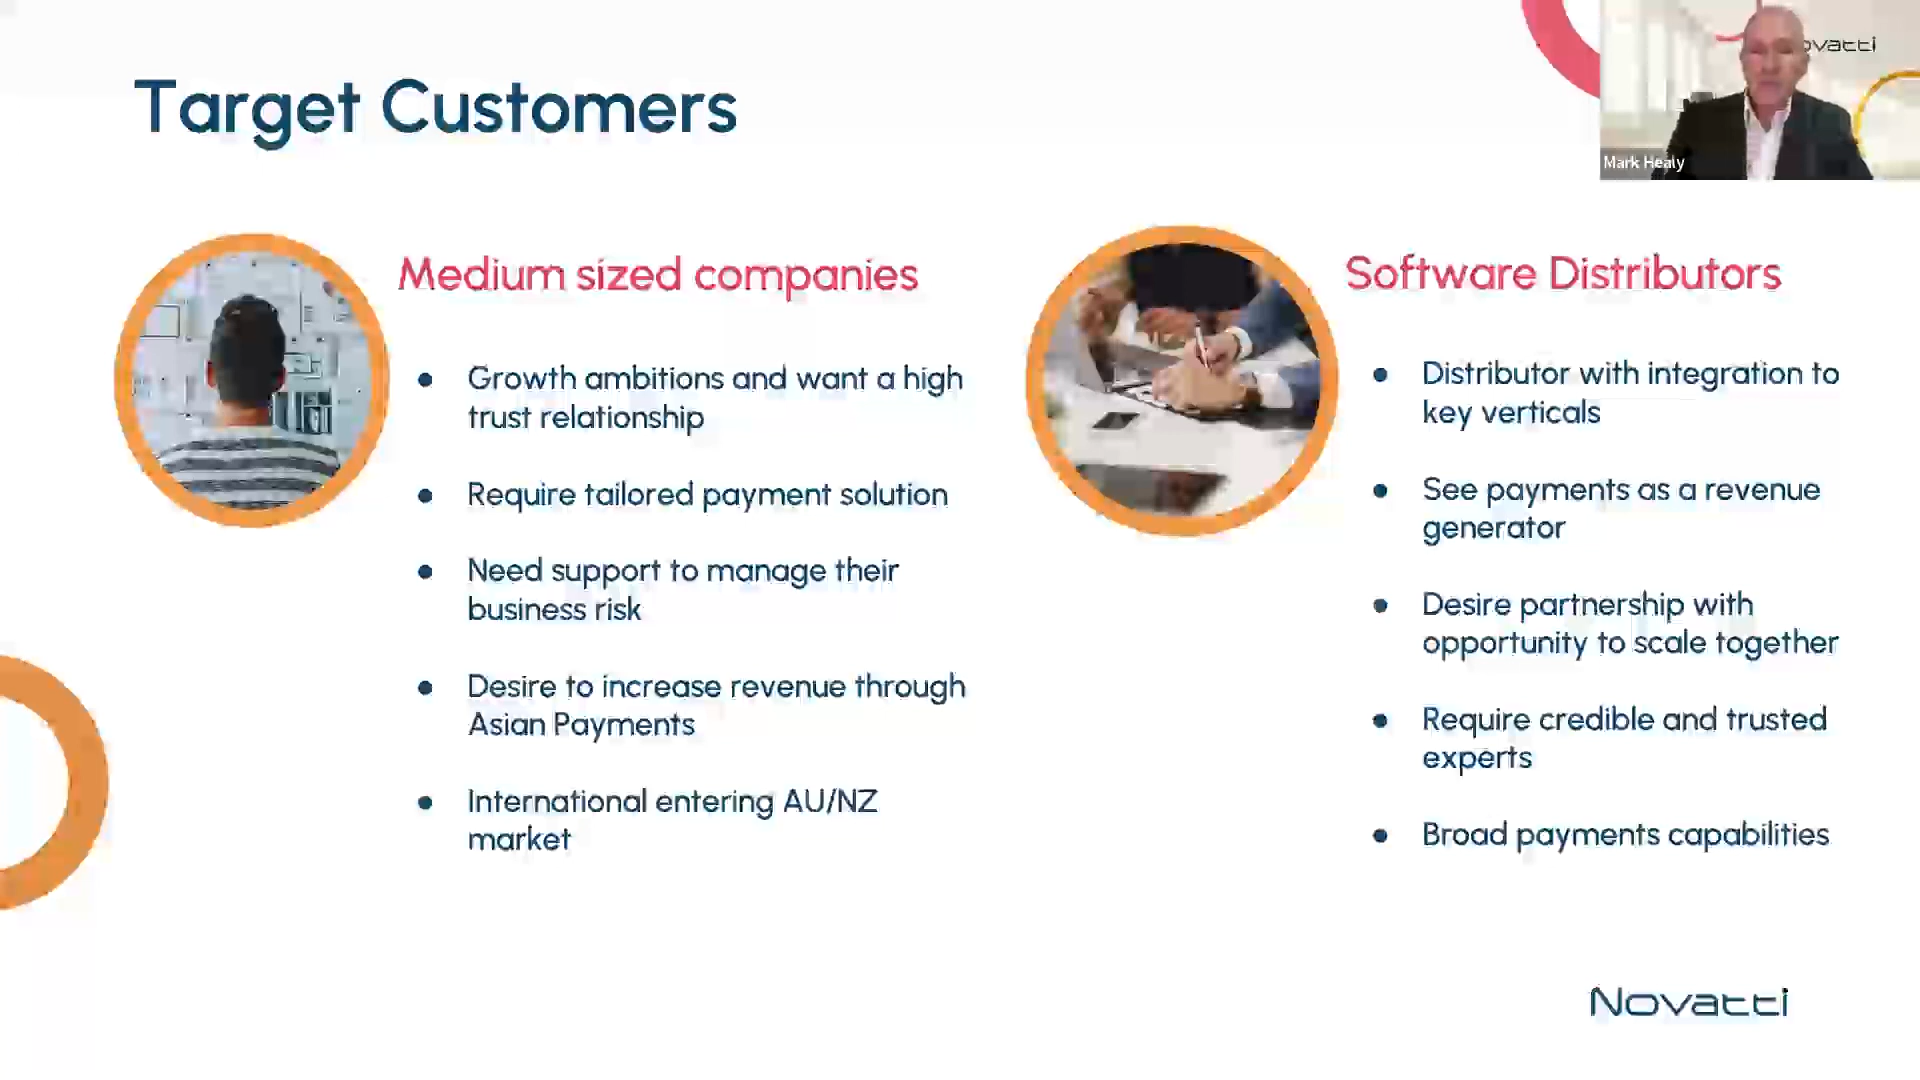 Target Customers
Mark Healy
Medium sized companies
Growth ambitions and want a high
trust relationship
Require tailored payment solution
Need support to manage their
business risk
Desire to increase revenue through
Asian Payments
International entering AU/NZ
market
Software Distributors
Distributor with integration to
key verticals
See payments as a revenue
generator
Desire partnership with
opportunity to scale together
Require credible and trusted
experts
Broad payments capabilities
Novatti